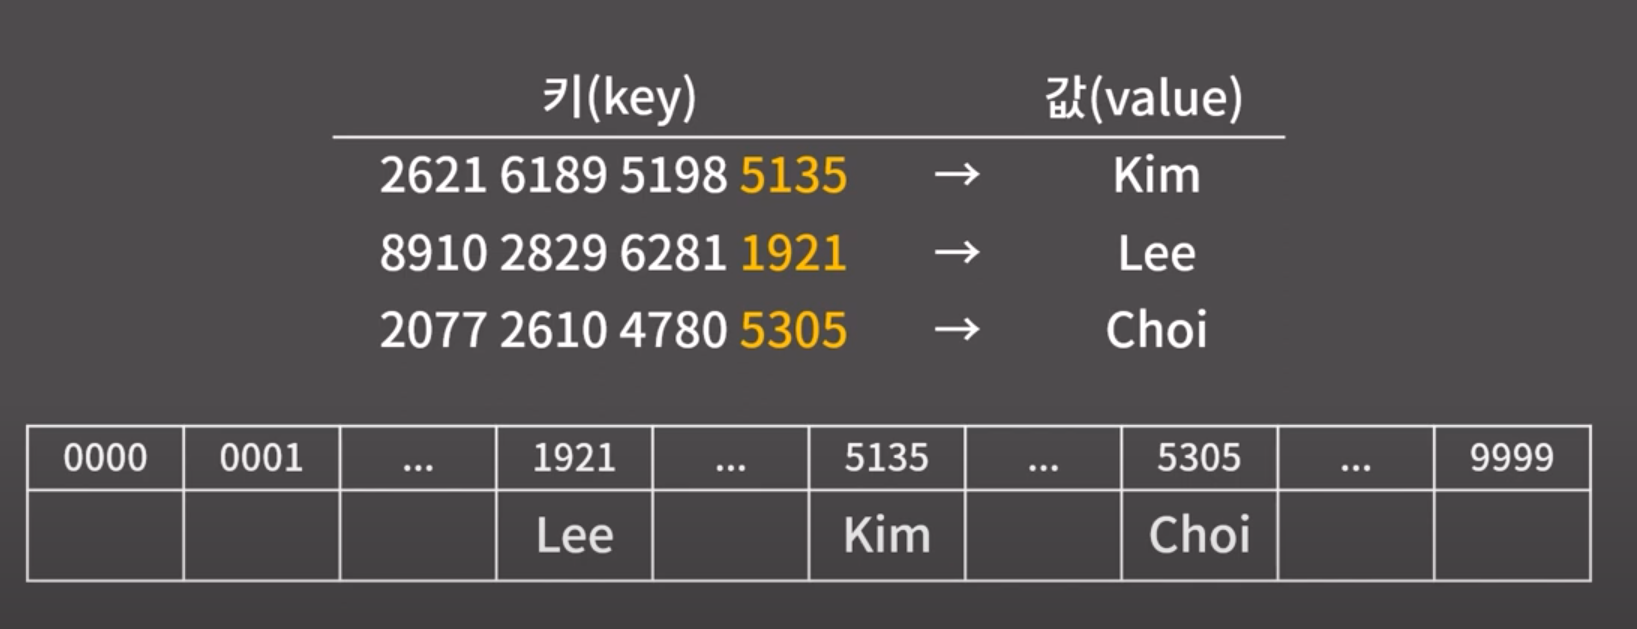 키(key) 값(value)
2621 6189 5198 5135 → Kim
8910 2829 6281 1921 → Lee
2077 2610 4780 5305 → Choi
0000 0001 ... 1921 ... 5135 ... 5305 ... 9999
Lee Kim Choi